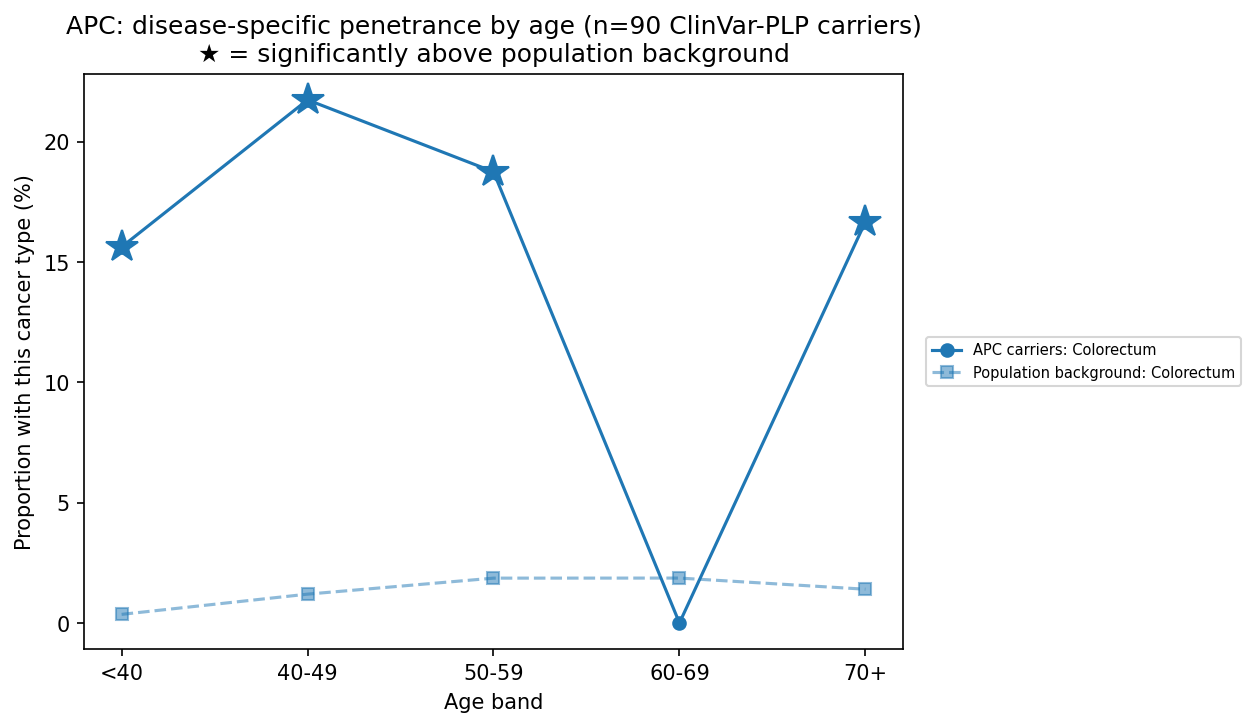 APC: disease-specific penetrance by age (n=90 ClinVar-PLP carriers)
★ = significantly above population background
Proportion with this cancer type (%)
20
15
10
5
0
<40
40-49
50-59
60-69
70+
Age band
APC carriers: Colorectum
Population background: Colorectum